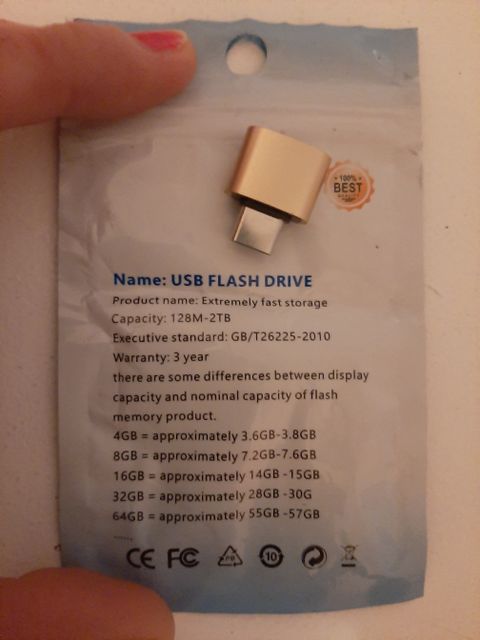 100%
BEST
QUALITY
Name: USB FLASH DRIVE
Product name: Extremely fast storage
Capacity: 128M-2TB
Executive standard: GB/T26225-2010
Warranty: 3 year
there are some differences between display
capacity and nominal capacity of flash
memory product.
4GB = approximately 3.6GB-3.8GB
8GB = approximately 7.2GB-7.6GB
16GB = approximately 14GB -15GB
32GB = approximately 28GB -30G
64GB = approximately 55GB -57GB
......
CE FC 10